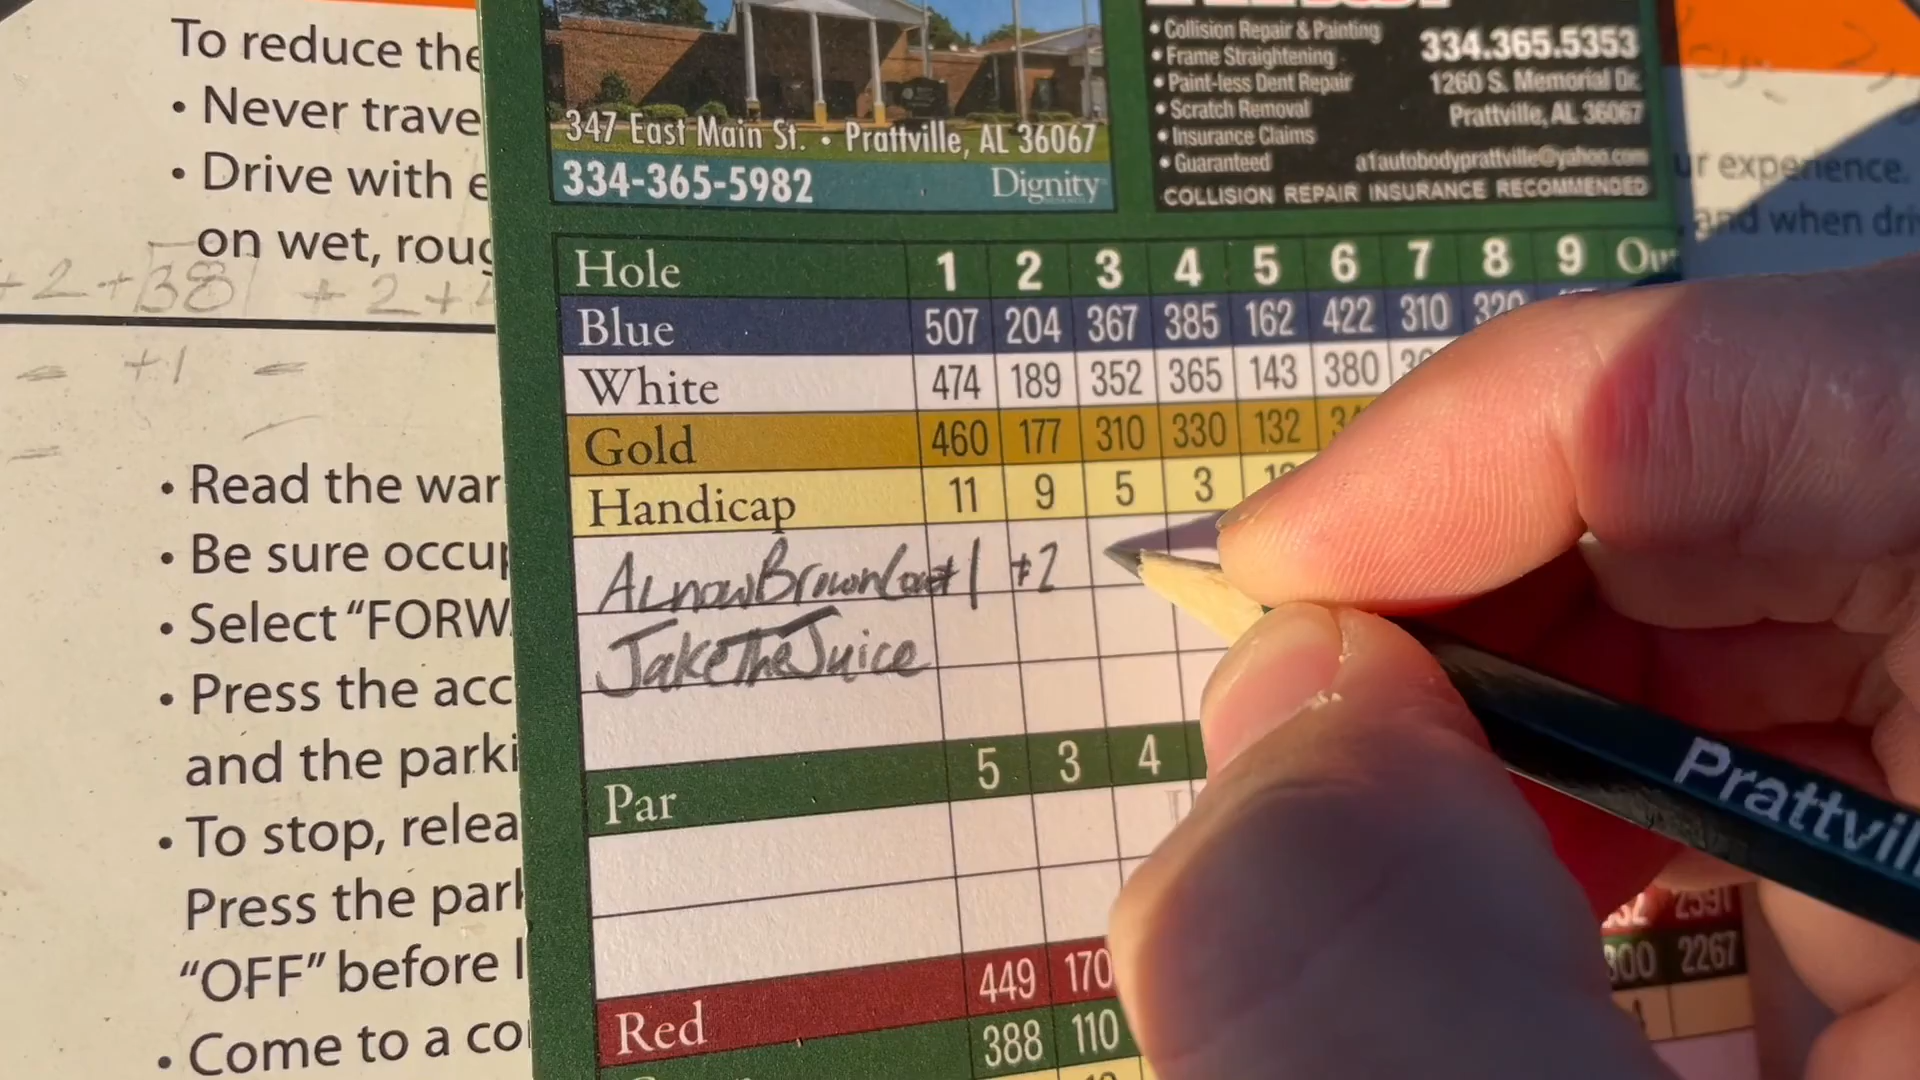 To reduce the
• Never trave
• Drive with e
on wet, roug
+2+38 +2+
= +1 =
=
• Read the war
• Be sure occup
• Select “FORW
• Press the acc
and the parki
• To stop, relea
Press the park
“OFF” before l
• Come to a co
347 East Main St. • Prattville, AL 36067
334-365-5982 Dignity
• Collision Repair & Painting
• Frame Straightening
• Paint-less Dent Repair
• Scratch Removal
• Insurance Claims
• Guaranteed
334.365.5353
1260 S. Memorial Dr.
Prattville, AL 36067
a1autobodyprattville@yahoo.com
COLLISION REPAIR INSURANCE RECOMMENDED
ur experience.
and when driv
Hole 1 2 3 4 5 6 7 8 9 Out
Blue 507 204 367 385 162 422 310 320
White 474 189 352 365 143 380
Gold 460 177 310 330 132
Handicap 11 9 5 3
ALnowBrownCoat +1 +2
JakeTheJuice
Par 5 3 4
Red 449 170
388 110
2591
300 2267
Prattvill